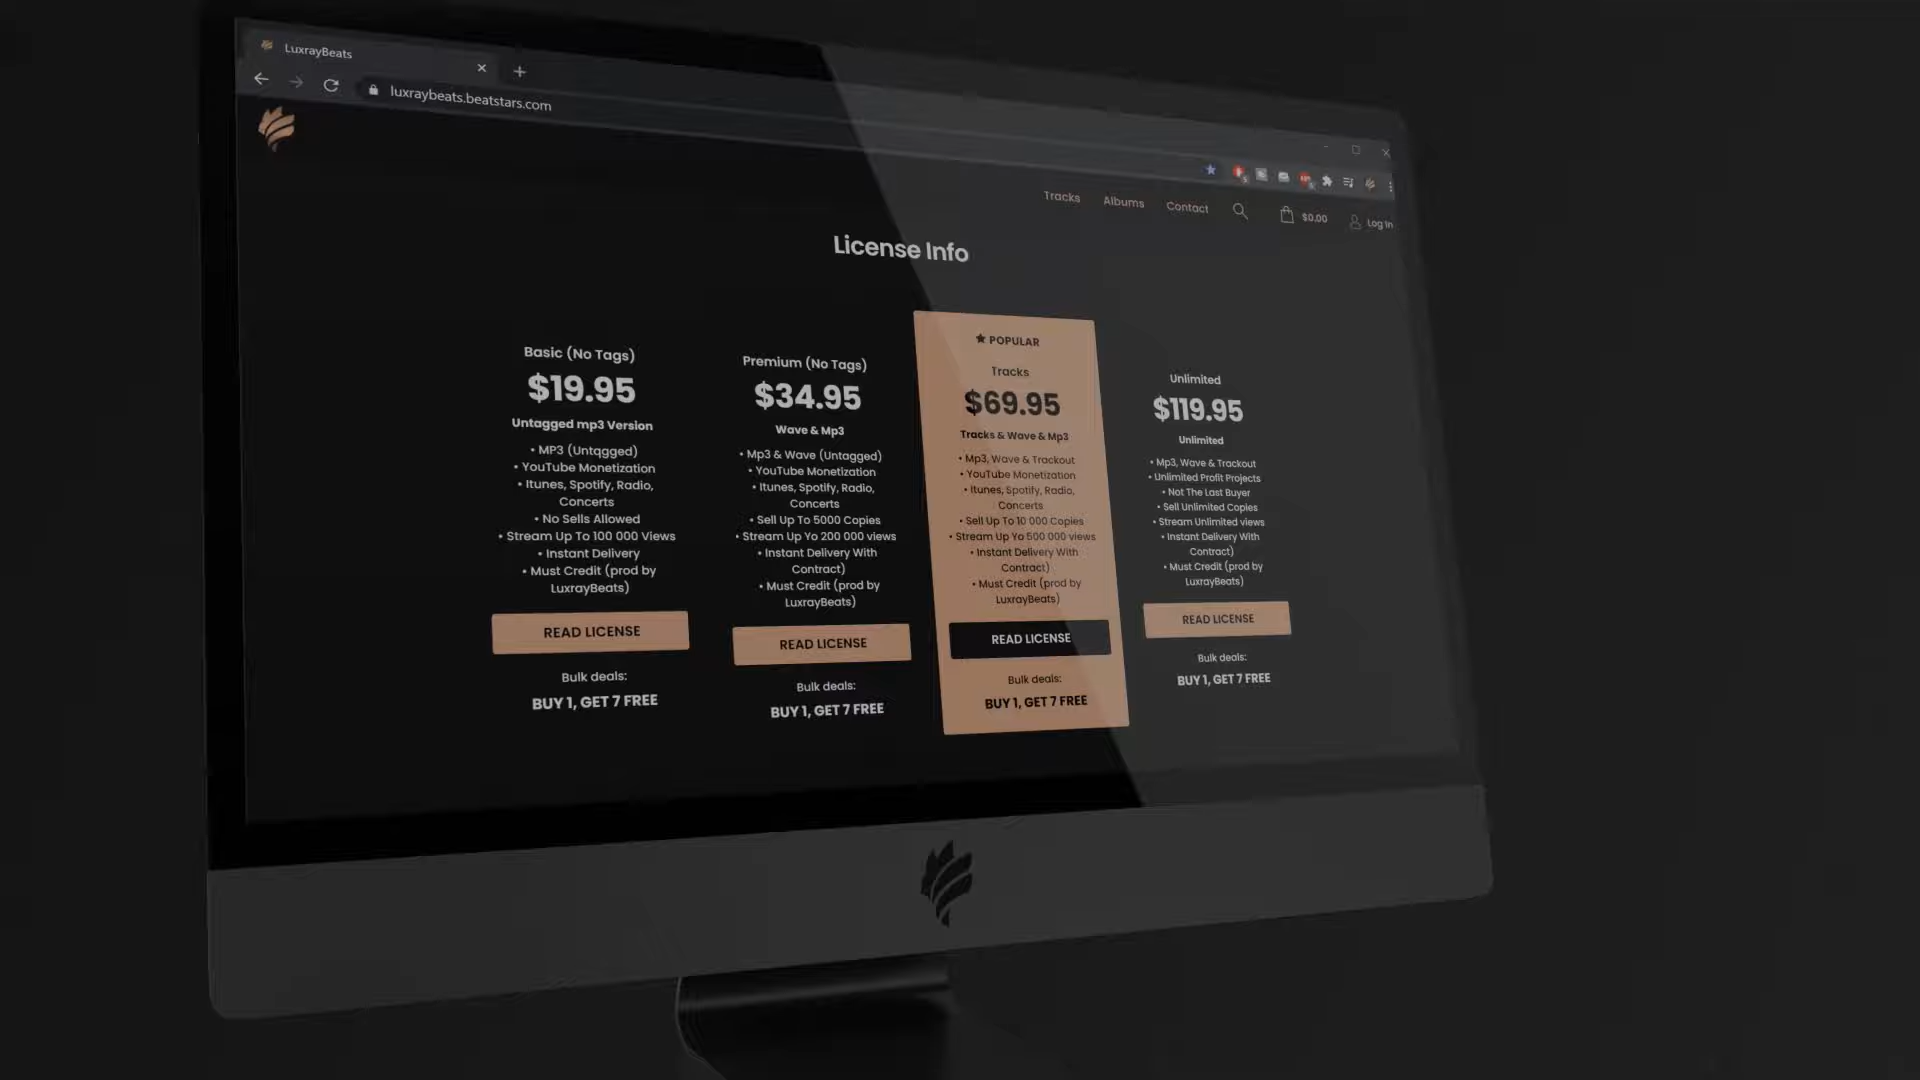 LuxrayBeats
luxraybeats.beatstars.com
Tracks
Albums
Contact
$0.00
Log In
License Info
Basic (No Tags)
$19.95
Untagged mp3 Version
• MP3 (Untqgged)
• YouTube Monetization
• Itunes, Spotify, Radio,
Concerts
• No Sells Allowed
• Stream Up To 100 000 Views
• Instant Delivery
• Must Credit (prod by
LuxrayBeats)
READ LICENSE
Bulk deals:
BUY 1, GET 7 FREE
Premium (No Tags)
$34.95
Wave & Mp3
• Mp3 & Wave (Untagged)
• YouTube Monetization
• Itunes, Spotify, Radio,
Concerts
• Sell Up To 5000 Copies
• Stream Up Yo 200 000 views
• Instant Delivery With
Contract)
• Must Credit (prod by
LuxrayBeats)
READ LICENSE
Bulk deals:
BUY 1, GET 7 FREE
★ POPULAR
Tracks
$69.95
Tracks & Wave & Mp3
• Mp3, Wave & Trackout
• YouTube Monetization
• Itunes, Spotify, Radio,
Concerts
• Sell Up To 10 000 Copies
• Stream Up Yo 500 000 views
• Instant Delivery With
Contract)
• Must Credit (prod by
LuxrayBeats)
READ LICENSE
Bulk deals:
BUY 1, GET 7 FREE
Unlimited
$119.95
Unlimited
• Mp3, Wave & Trackout
• Unlimited Profit Projects
• Not The Last Buyer
• Sell Unlimited Copies
• Stream Unlimited views
• Instant Delivery With
Contract)
• Must Credit (prod by
LuxrayBeats)
READ LICENSE
Bulk deals:
BUY 1, GET 7 FREE